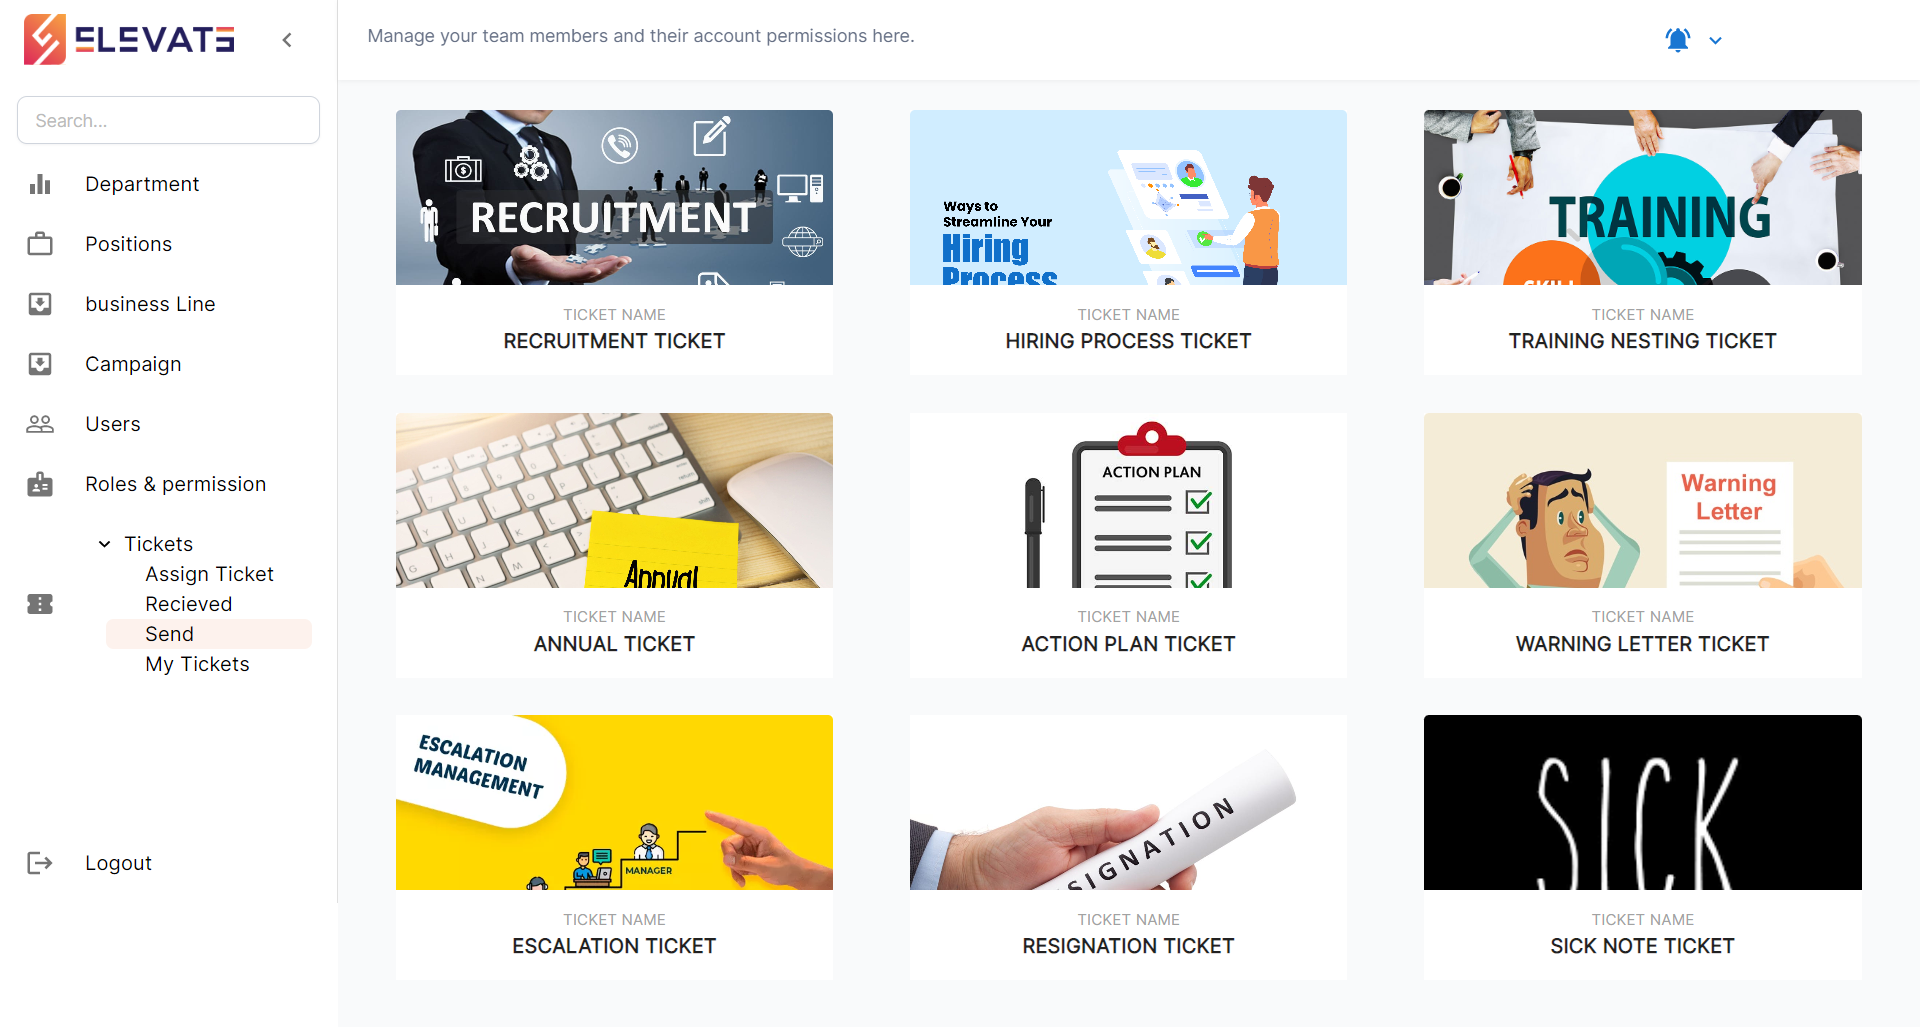 ELEVATE
Manage your team members and their account permissions here.
Search...
Department
Positions
business Line
Campaign
Users
Roles & permission
Tickets
Assign Ticket
Recieved
Send
My Tickets
Logout
RECRUITMENT
TICKET NAME
RECRUITMENT TICKET
Ways to
Streamline Your
Hiring
Process
TICKET NAME
HIRING PROCESS TICKET
TRAINING
SKILL
TICKET NAME
TRAINING NESTING TICKET
Annual
TICKET NAME
ANNUAL TICKET
ACTION PLAN
TICKET NAME
ACTION PLAN TICKET
Warning
Letter
TICKET NAME
WARNING LETTER TICKET
ESCALATION
MANAGEMENT
MANAGER
TICKET NAME
ESCALATION TICKET
SIGNATION
TICKET NAME
RESIGNATION TICKET
SICK
TICKET NAME
SICK NOTE TICKET